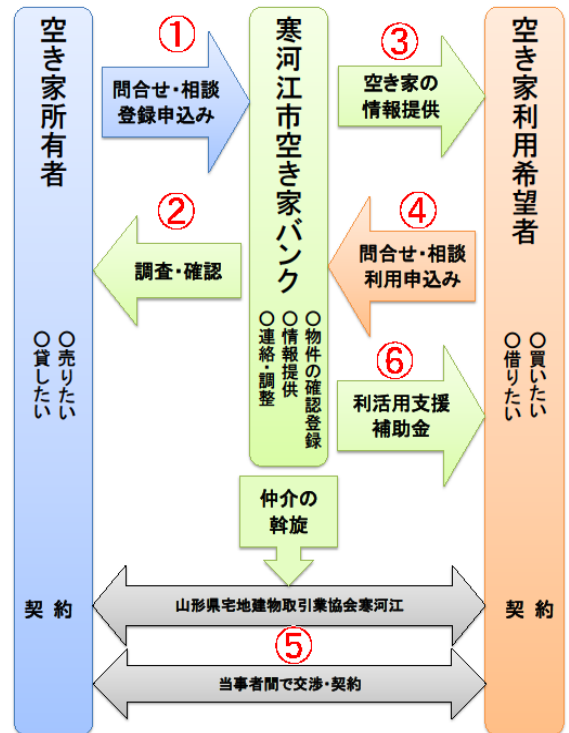 空き家所有者
○売りたい
○貸したい
契約
①
問合せ・相談
登録申込み
②
調査・確認
寒河江市空き家バンク
○物件の確認登録
○情報提供
○連絡・調整
③
空き家の
情報提供
④
問合せ・相談
利用申込み
⑥
利活用支援
補助金
仲介の
斡旋
山形県宅地建物取引業協会寒河江
⑤
当事者間で交渉・契約
空き家利用希望者
○買いたい
○借りたい
契約